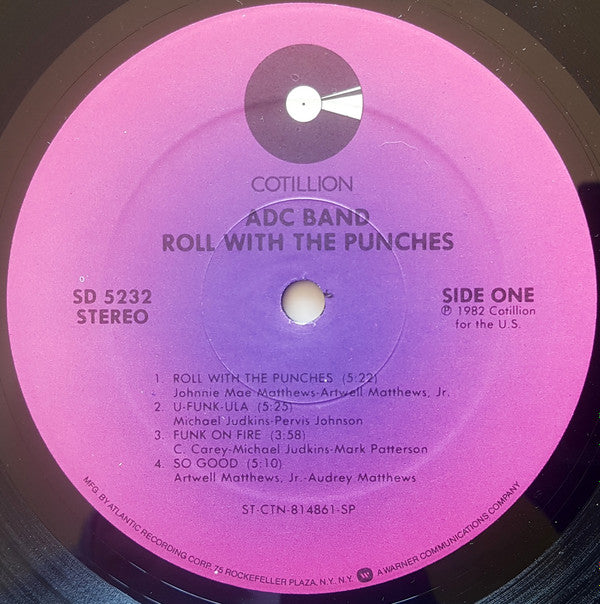 COTILLION
ADC BAND
ROLL WITH THE PUNCHES
SD 5232
STEREO
SIDE ONE
℗ 1982 Cotillion
for the U.S.
1. ROLL WITH THE PUNCHES (5:22)
Johnnie Mae Matthews-Artwell Matthews, Jr.
2. U-FUNK-ULA (5:25)
Michael Judkins-Pervis Johnson
3. FUNK ON FIRE (3:58)
C. Carey-Michael Judkins-Mark Patterson
4. SO GOOD (5:10)
Artwell Matthews, Jr.-Audrey Matthews
ST-CTN-814861-SP
MFG. BY ATLANTIC RECORDING CORP. 75 ROCKEFELLER PLAZA, N.Y., N.Y. W A WARNER COMMUNICATIONS COMPANY